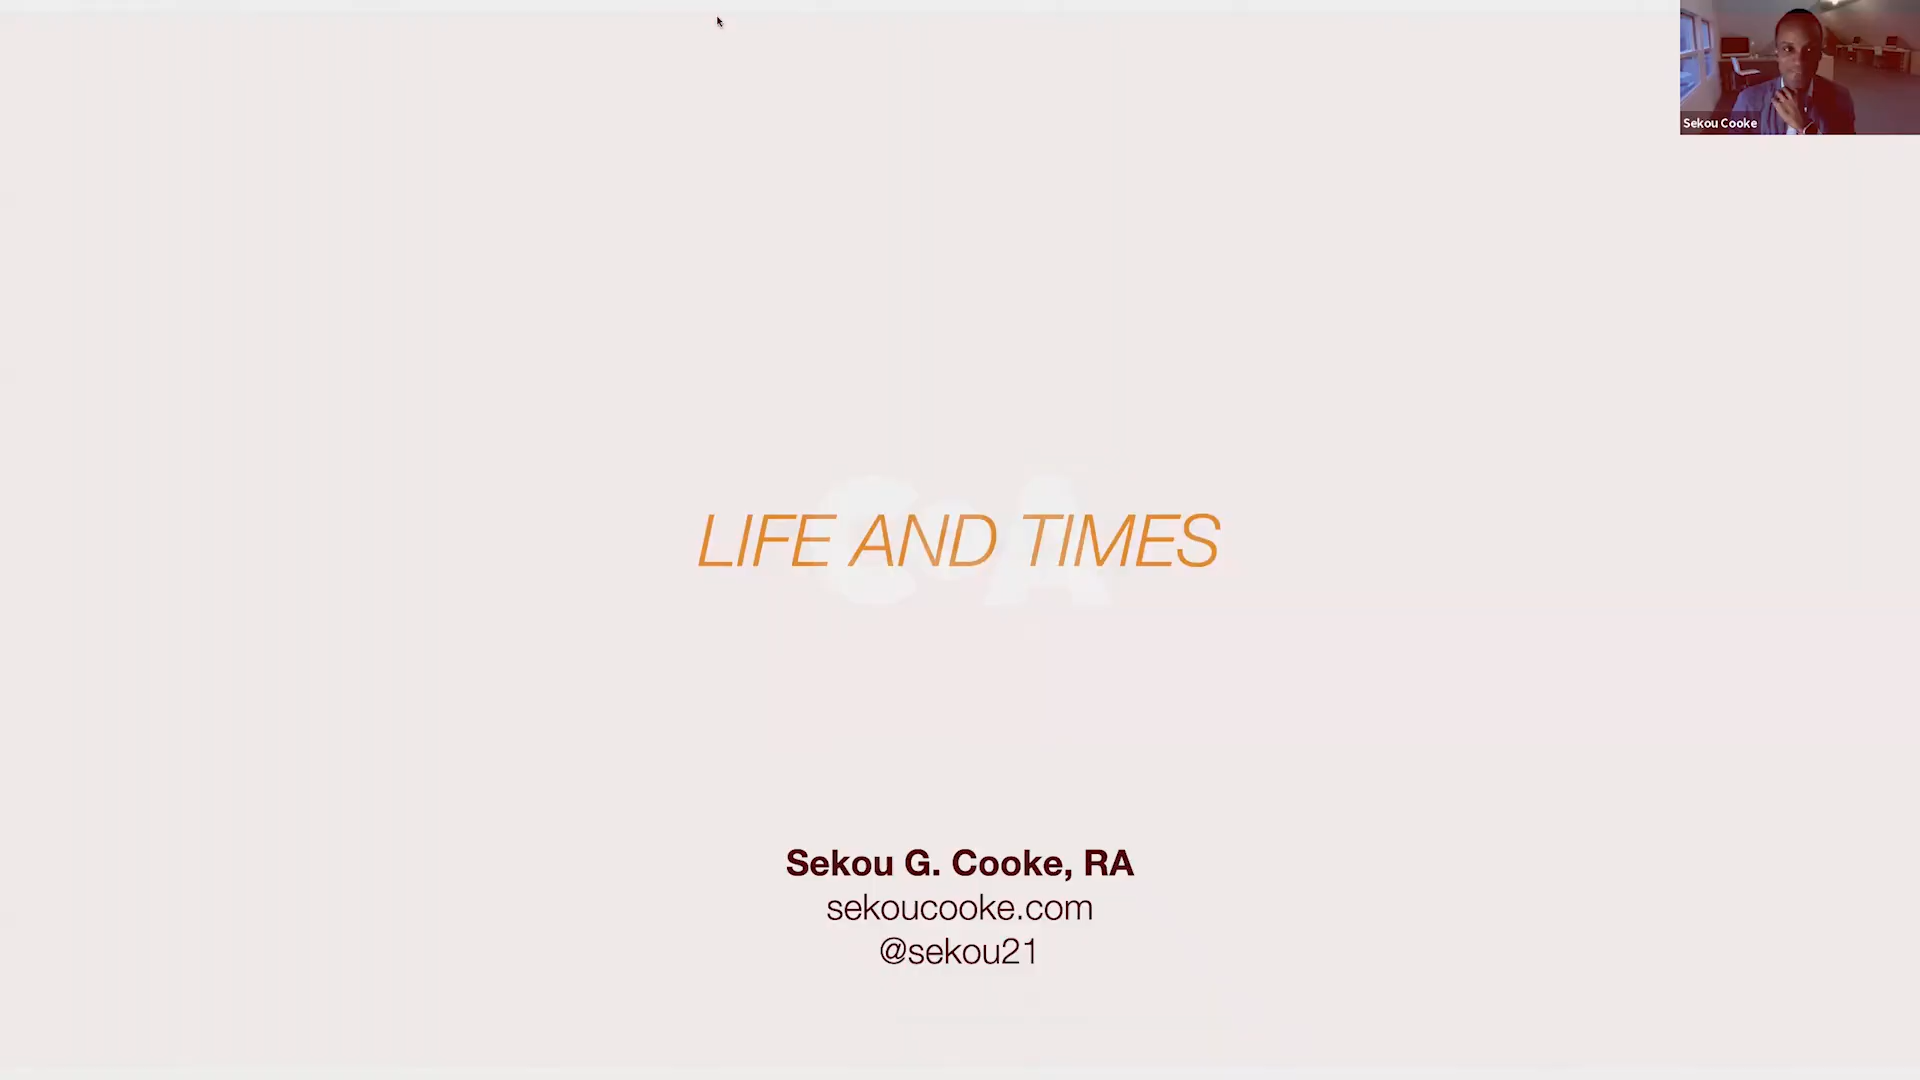 Sekou Cooke
LIFE AND TIMES
Sekou G. Cooke, RA
sekoucooke.com
@sekou21